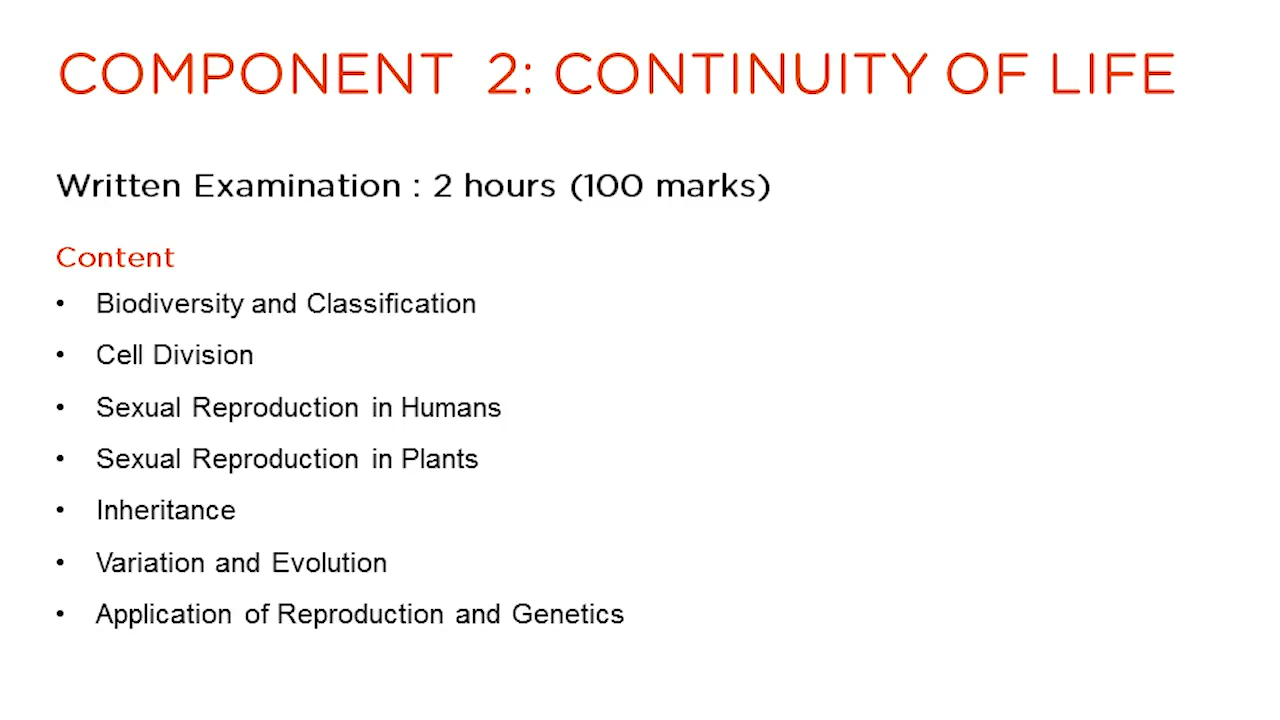 COMPONENT 2: CONTINUITY OF LIFE
Written Examination : 2 hours (100 marks)
Content
• Biodiversity and Classification
• Cell Division
• Sexual Reproduction in Humans
• Sexual Reproduction in Plants
• Inheritance
• Variation and Evolution
• Application of Reproduction and Genetics